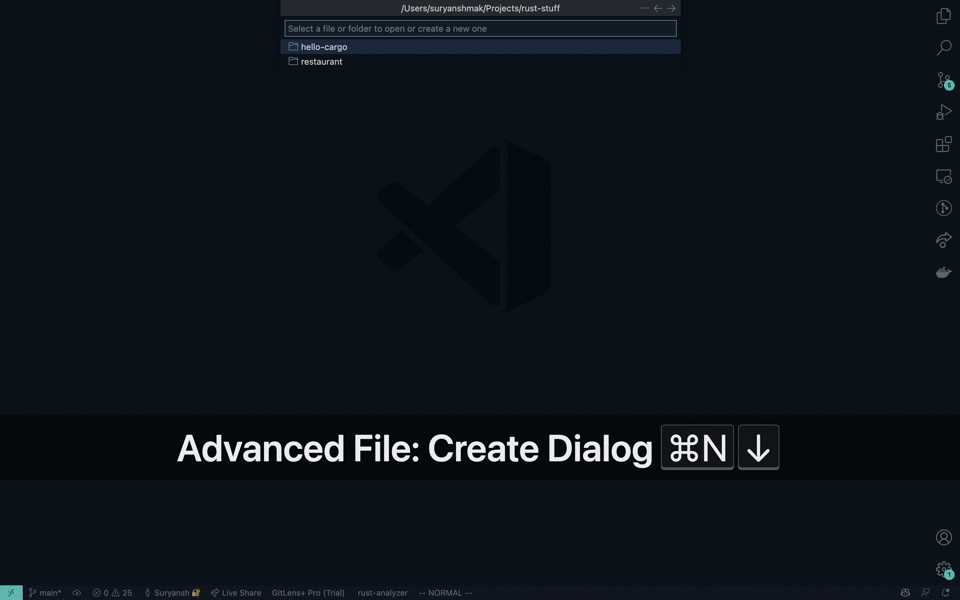 /Users/suryanshmak/Projects/rust-stuff
Select a file or folder to open or create a new one
hello-cargo
restaurant
5
Advanced File: Create Dialog ⌘N ↓
1
main* 0 25 Suryansh 🔐 Live Share GitLens+ Pro (Trial) rust-analyzer -- NORMAL --